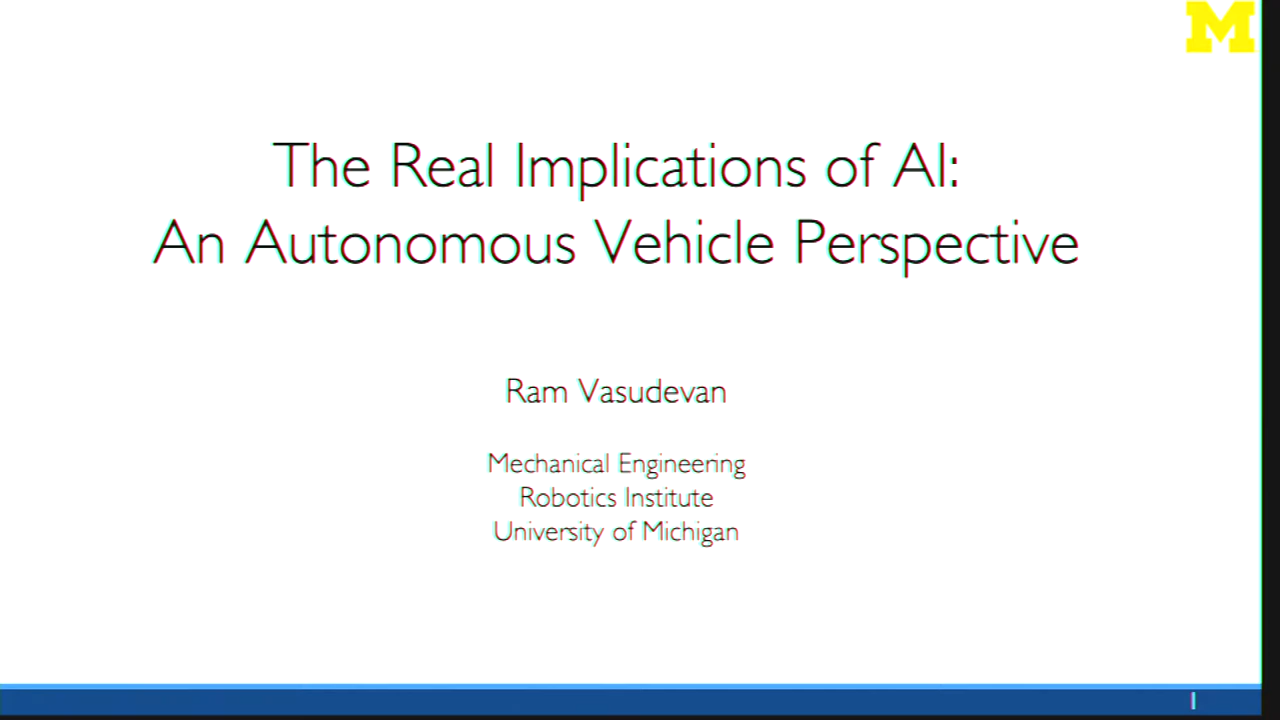 M
The Real Implications of AI:
An Autonomous Vehicle Perspective
Ram Vasudevan
Mechanical Engineering
Robotics Institute
University of Michigan
1